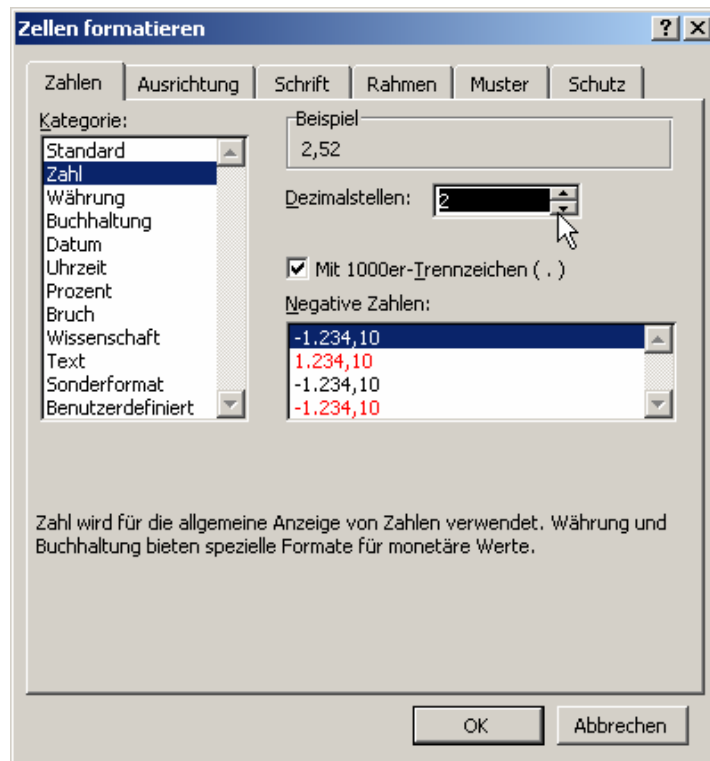 Zellen formatieren
Zahlen Ausrichtung Schrift Rahmen Muster Schutz
Kategorie:
Standard
Zahl
Währung
Buchhaltung
Datum
Uhrzeit
Prozent
Bruch
Wissenschaft
Text
Sonderformat
Benutzerdefiniert
Beispiel
2,52
Dezimalstellen: 2
Mit 1000er-Trennzeichen ( . )
Negative Zahlen:
-1.234,10
1.234,10
-1.234,10
-1.234,10
Zahl wird für die allgemeine Anzeige von Zahlen verwendet. Währung und
Buchhaltung bieten spezielle Formate für monetäre Werte.
OK Abbrechen